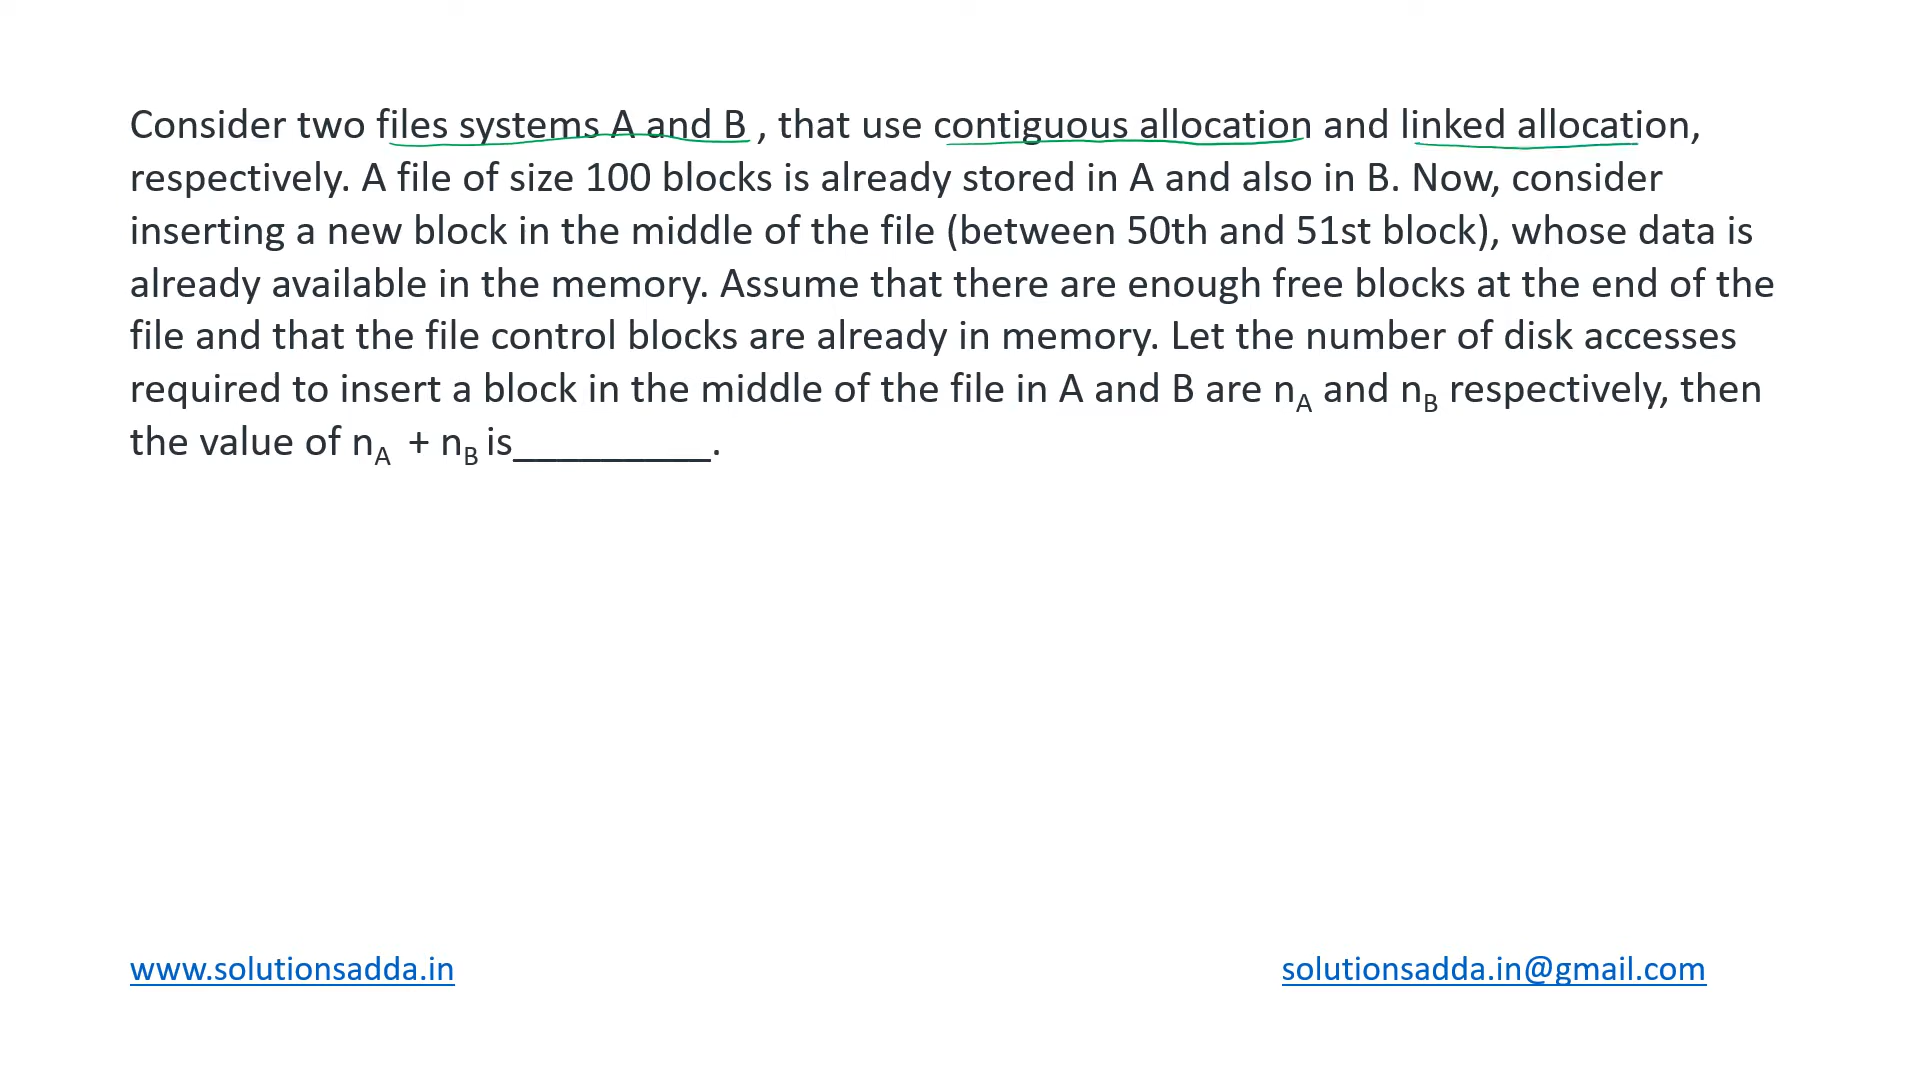 Consider two files systems A and B , that use contiguous allocation and linked allocation,
respectively. A file of size 100 blocks is already stored in A and also in B. Now, consider
inserting a new block in the middle of the file (between 50th and 51st block), whose data is
already available in the memory. Assume that there are enough free blocks at the end of the
file and that the file control blocks are already in memory. Let the number of disk accesses
required to insert a block in the middle of the file in A and B are nA and nB respectively, then
the value of nA + nB is_________.
www.solutionsadda.in
solutionsadda.in@gmail.com